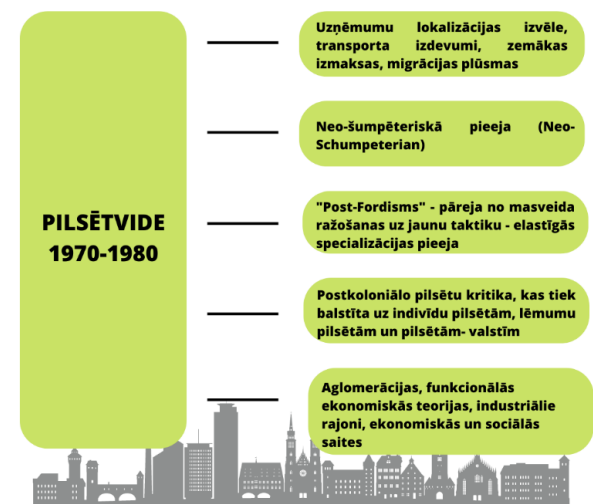 PILSĒTVIDE
1970-1980
Uzņēmumu lokalizācijas izvēle,
transporta izdevumi, zemākas
izmaksas, migrācijas plūsmas
Neo-šumpēteriskā pieeja (Neo-
Schumpeterian)
"Post-Fordisms" - pāreja no masveida
ražošanas uz jaunu taktiku - elastīgās
specializācijas pieeja
Postkoloniālo pilsētu kritika, kas tiek
balstīta uz indivīdu pilsētām, lēmumu
pilsētām un pilsētām- valstīm
Aglomerācijas, funkcionālās
ekonomiskās teorijas, industriālie
rajoni, ekonomiskās un sociālās
saites